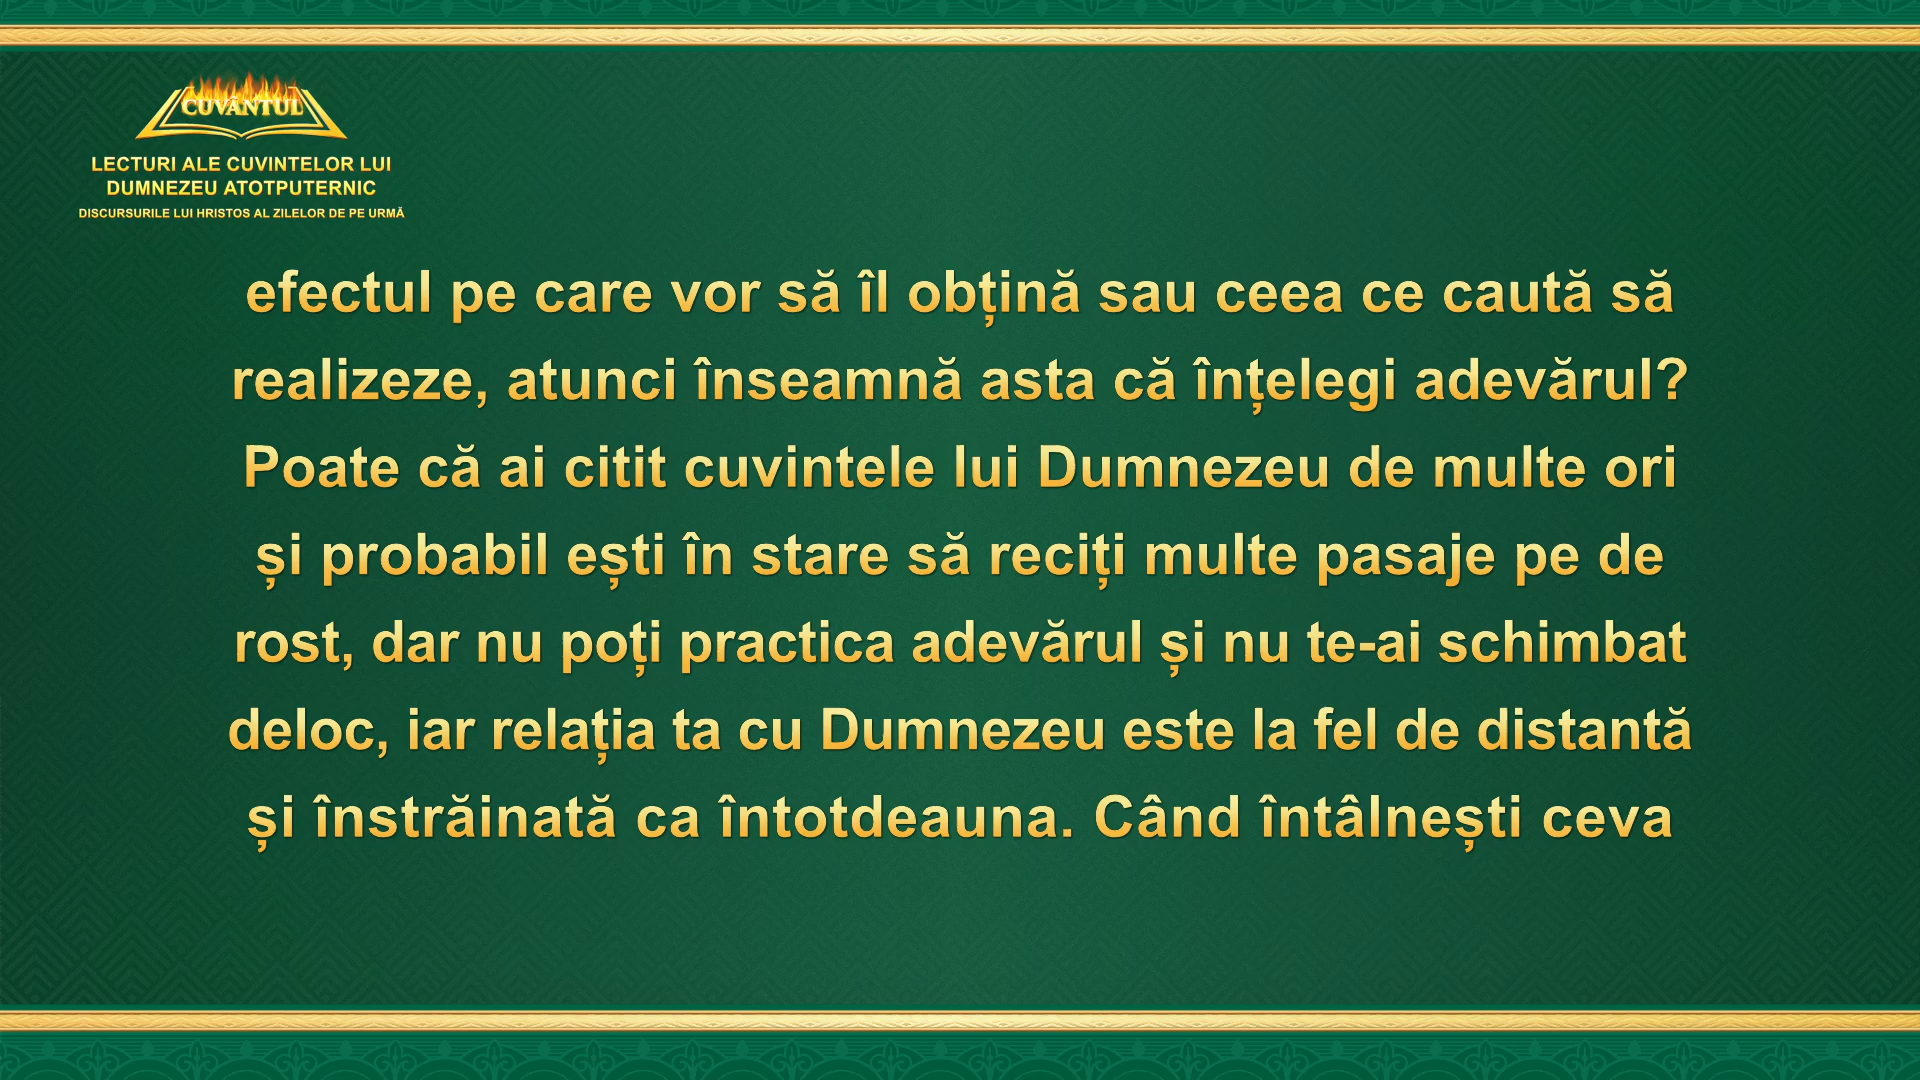 CUVÂNTUL
LECTURI ALE CUVINTELOR LUI
DUMNEZEU ATOTPUTERNIC
DISCURSURILE LUI HRISTOS AL ZILELOR DE PE URMĂ
efectul pe care vor să îl obțină sau ceea ce caută să
realizeze, atunci înseamnă asta că înțelegi adevărul?
Poate că ai citit cuvintele lui Dumnezeu de multe ori
și probabil ești în stare să reciți multe pasaje pe de
rost, dar nu poți practica adevărul și nu te-ai schimbat
deloc, iar relația ta cu Dumnezeu este la fel de distantă
și înstrăinată ca întotdeauna. Când întâlnești ceva